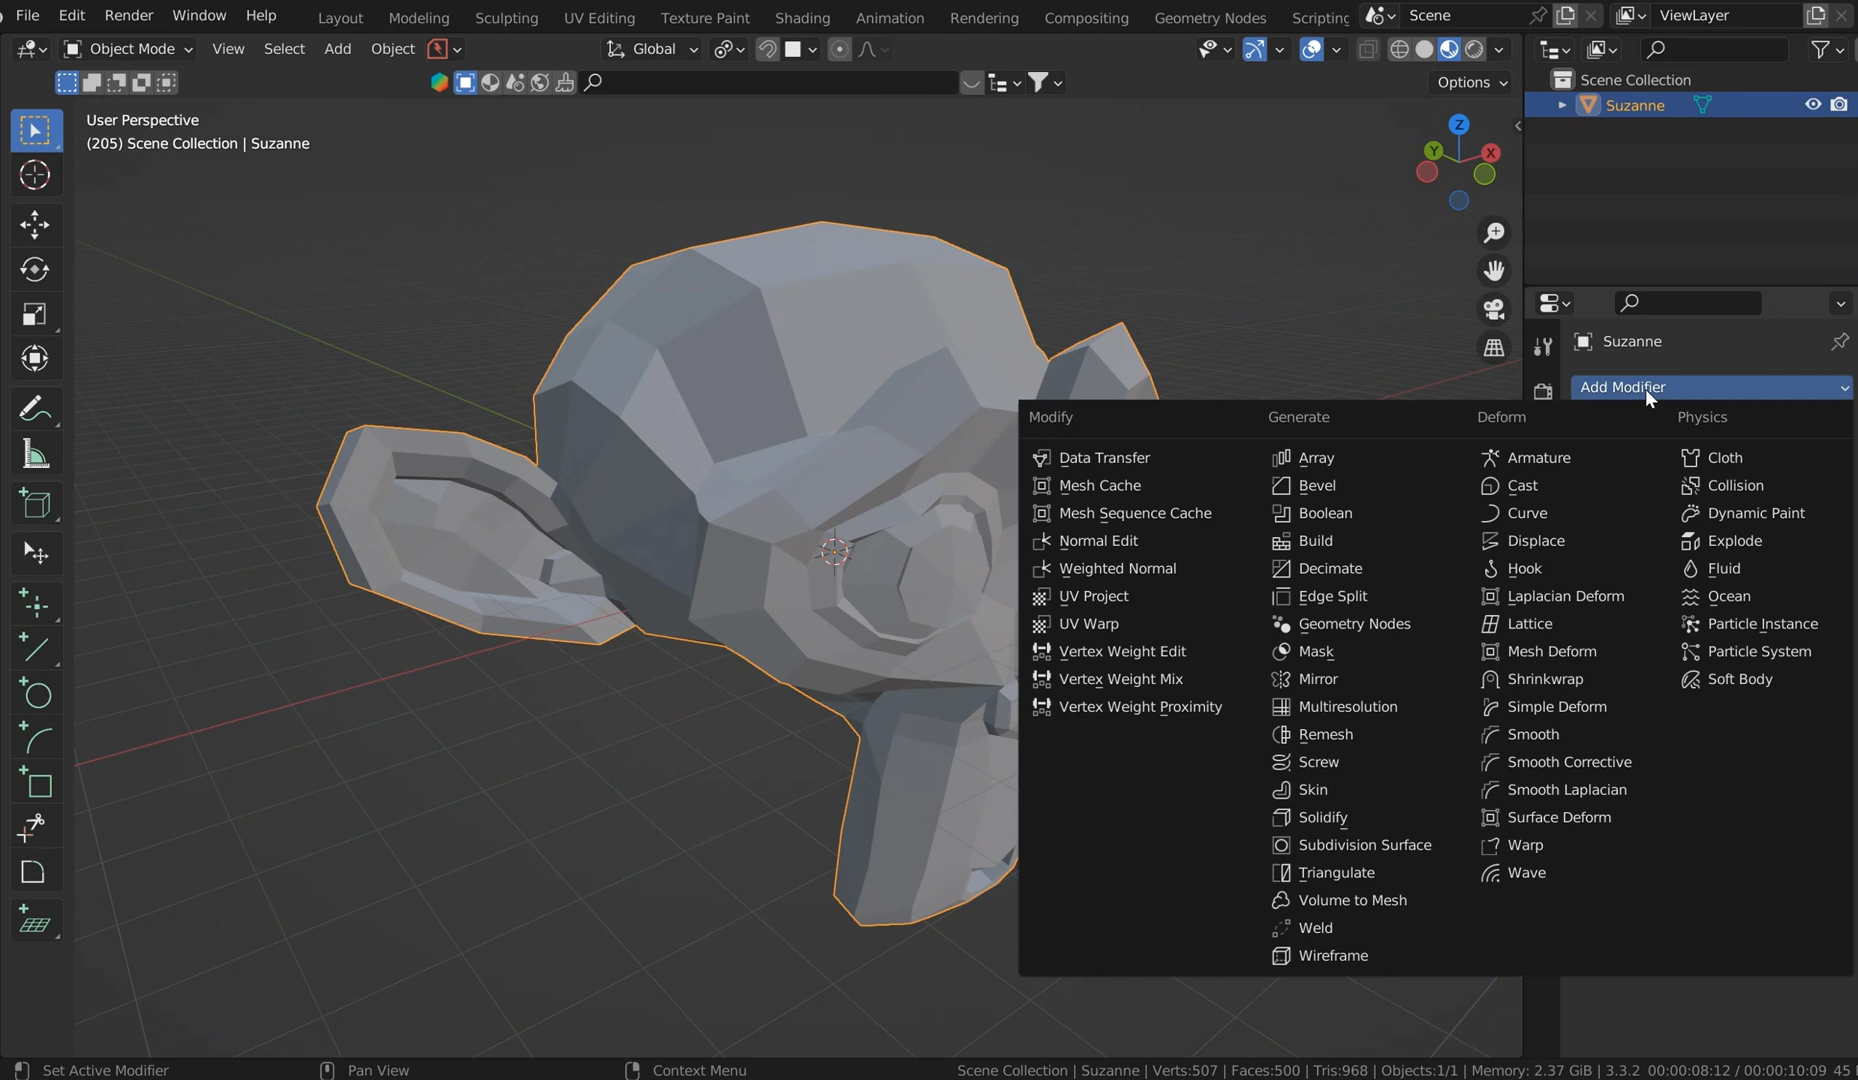 File Edit Render Window Help Layout Modeling Sculpting UV Editing Texture Paint Shading Animation Rendering Compositing Geometry Nodes Scripting Scene ViewLayer
Object Mode View Select Add Object Global
Options
User Perspective
(205) Scene Collection | Suzanne
Z
Y
X
Scene Collection
Suzanne
Suzanne
Add Modifier
Modify
Data Transfer
Mesh Cache
Mesh Sequence Cache
Normal Edit
Weighted Normal
UV Project
UV Warp
Vertex Weight Edit
Vertex Weight Mix
Vertex Weight Proximity
Generate
Array
Bevel
Boolean
Build
Decimate
Edge Split
Geometry Nodes
Mask
Mirror
Multiresolution
Remesh
Screw
Skin
Solidify
Subdivision Surface
Triangulate
Volume to Mesh
Weld
Wireframe
Deform
Armature
Cast
Curve
Displace
Hook
Laplacian Deform
Lattice
Mesh Deform
Shrinkwrap
Simple Deform
Smooth
Smooth Corrective
Smooth Laplacian
Surface Deform
Warp
Wave
Physics
Cloth
Collision
Dynamic Paint
Explode
Fluid
Ocean
Particle Instance
Particle System
Soft Body
Set Active Modifier Pan View Context Menu Scene Collection | Suzanne | Verts:507 | Faces:500 | Tris:968 | Objects:1/1 | Memory: 2.37 GiB | 3.3.2 00:00:08:12 / 00:00:10:09 45